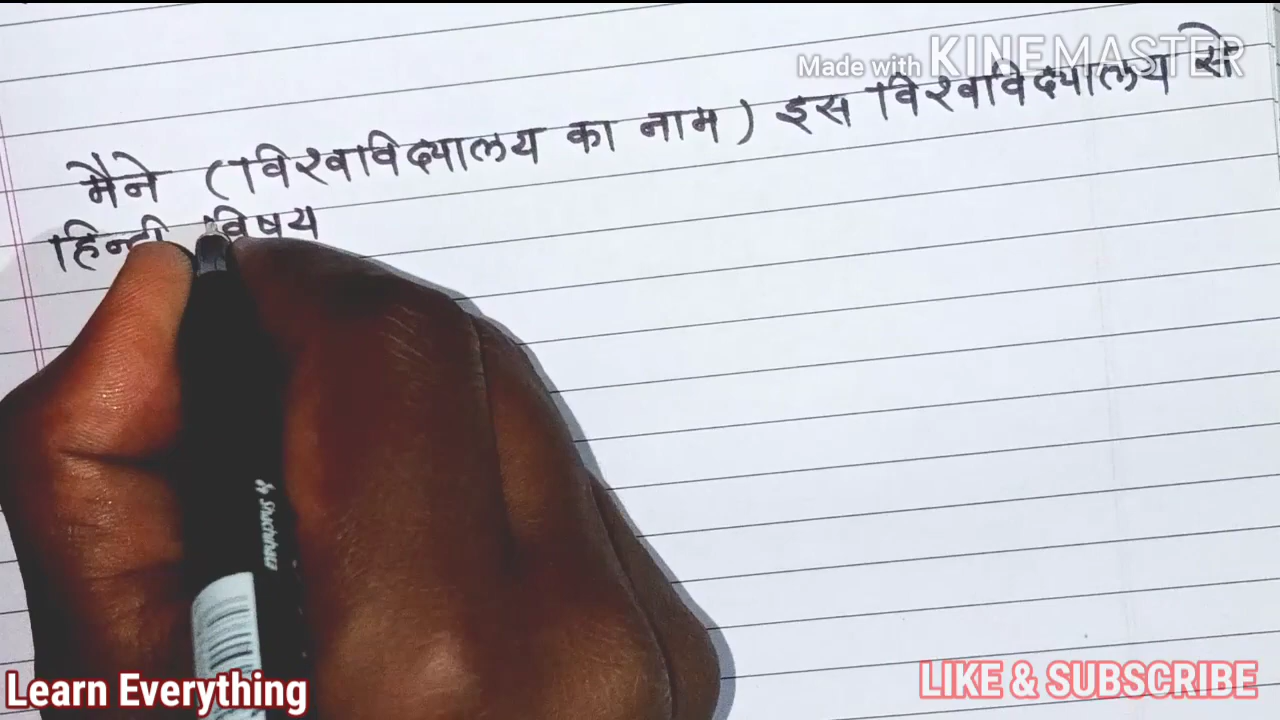 Made with KINEMASTER
मैने (विश्वविद्यालय का नाम) इस विश्वविद्यालय से
हिन्दी विषय
Learn Everything
LIKE & SUBSCRIBE